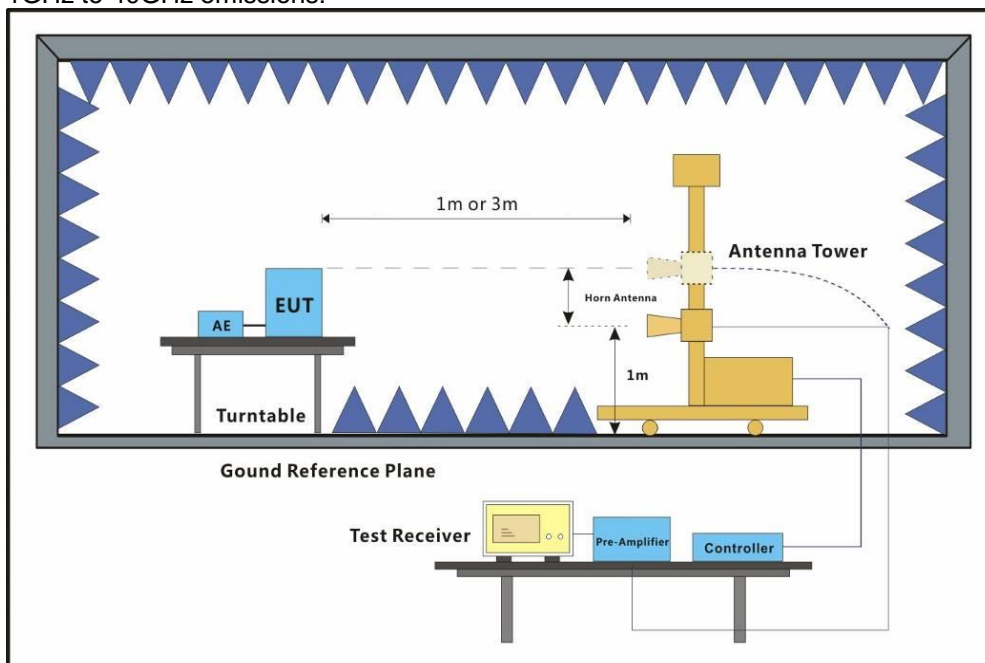 1GHz to 40GHz emissions.
1m or 3m
Antenna Tower
Horn Antenna
EUT
AE
1m
Turntable
Gound Reference Plane
Test Receiver
Pre-Amplifier
Controller